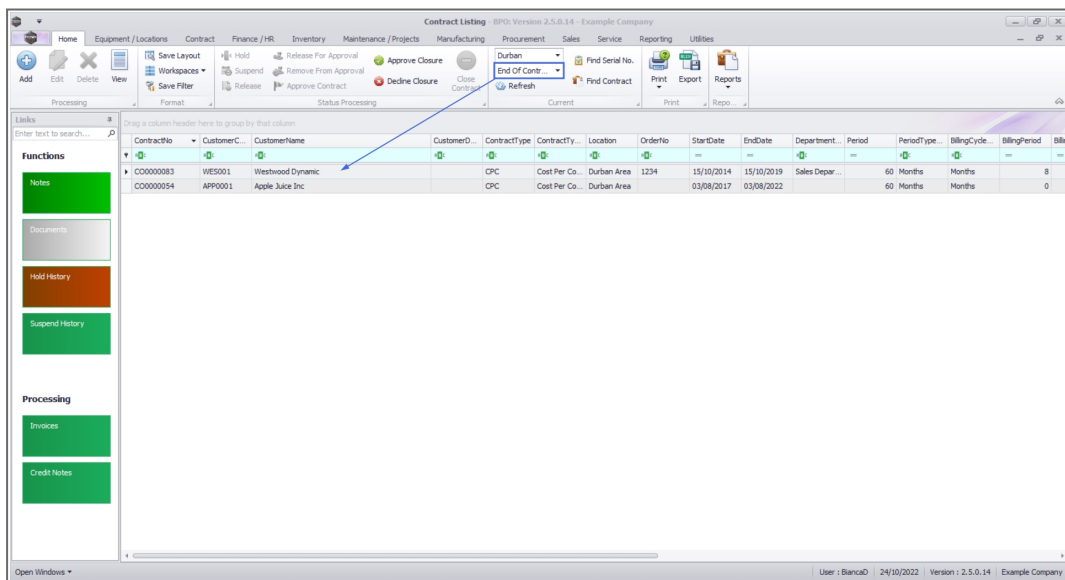 Contract Listing - BPO: Version 2.5.0.14 - Example Company
Home Equipment / Locations Contract Finance / HR Inventory Maintenance / Projects Manufacturing Procurement Sales Service Reporting Utilities
Add Edit Delete View
Processing
Save Layout
Workspaces
Save Filter
Format
Hold
Suspend
Release
Release For Approval
Remove From Approval
Approve Contract
Approve Closure
Decline Closure
Close
Contract
Status Processing
Durban
End Of Contr...
Refresh
Find Serial No.
Find Contract
Current
Print Export
Print
Reports
Repo...
Links
Enter text to search...
Drag a column header here to group by that column
ContractNo CustomerC... CustomerName CustomerD... ContractType ContractTy... Location OrderNo StartDate EndDate Department... Period PeriodType... BillingCycle... BillingPeriod Billin
CO0000083 WES001 Westwood Dynamic CPC Cost Per Co... Durban Area 1234 15/10/2014 15/10/2019 Sales Depar... 60 Months Months 8
CO0000054 APP0001 Apple Juice Inc CPC Cost Per Co... Durban Area 03/08/2017 03/08/2022 60 Months Months 0
Functions
Notes
Documents
Hold History
Suspend History
Processing
Invoices
Credit Notes
Open Windows
User : BiancaD 24/10/2022 Version : 2.5.0.14 Example Company